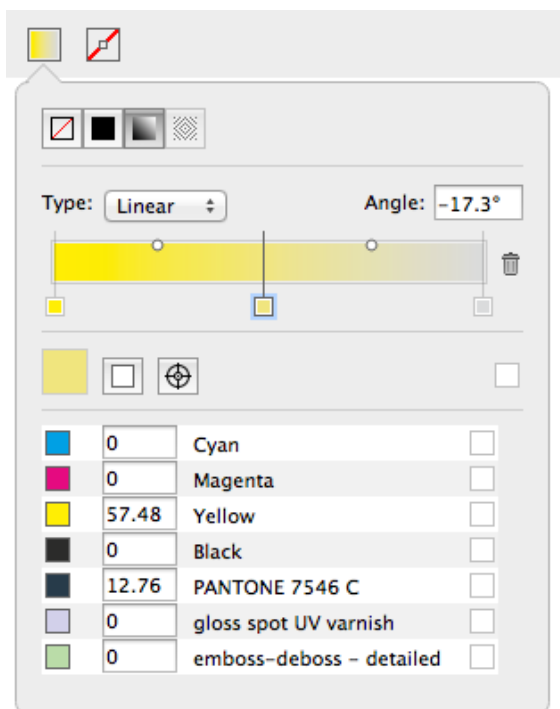 Type: Linear Angle: -17.3°
0 Cyan
0 Magenta
57.48 Yellow
0 Black
12.76 PANTONE 7546 C
0 gloss spot UV varnish
0 emboss-deboss - detailed